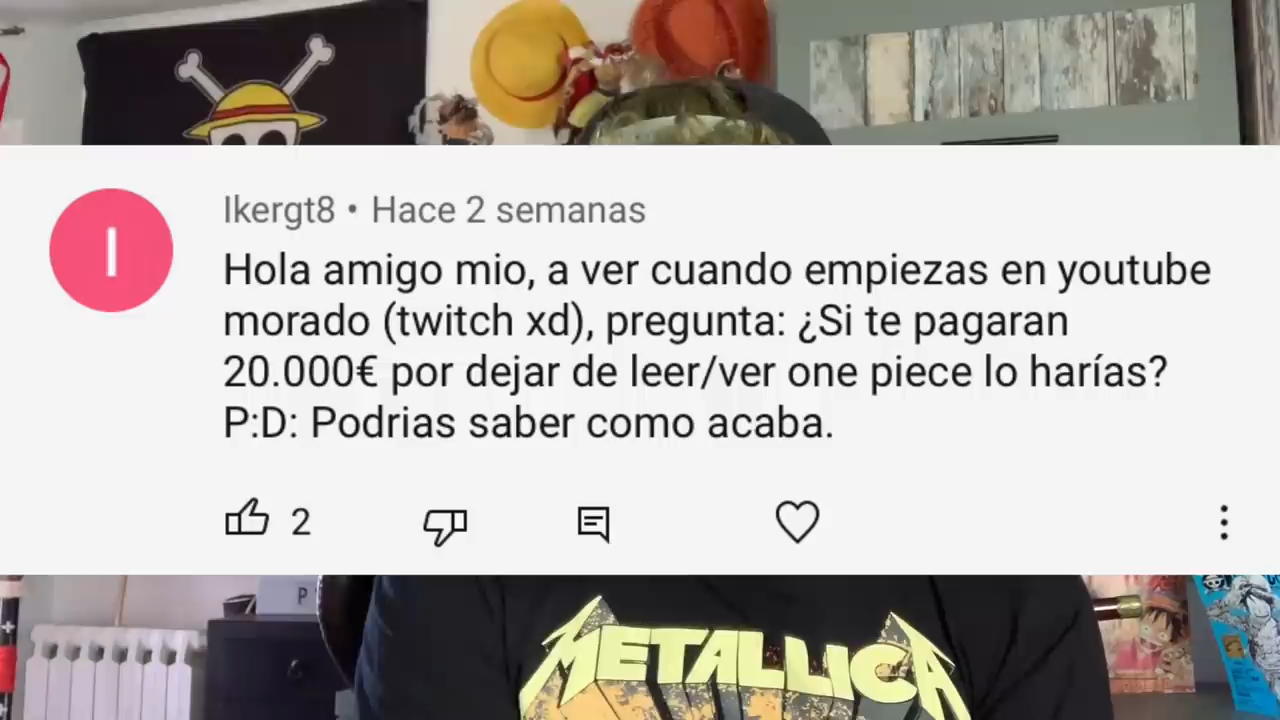 Ikergt8 • Hace 2 semanas
Hola amigo mio, a ver cuando empiezas en youtube
morado (twitch xd), pregunta: ¿Si te pagaran
20.000€ por dejar de leer/ver one piece lo harías?
P:D: Podrias saber como acaba.
2
P
METALLICA